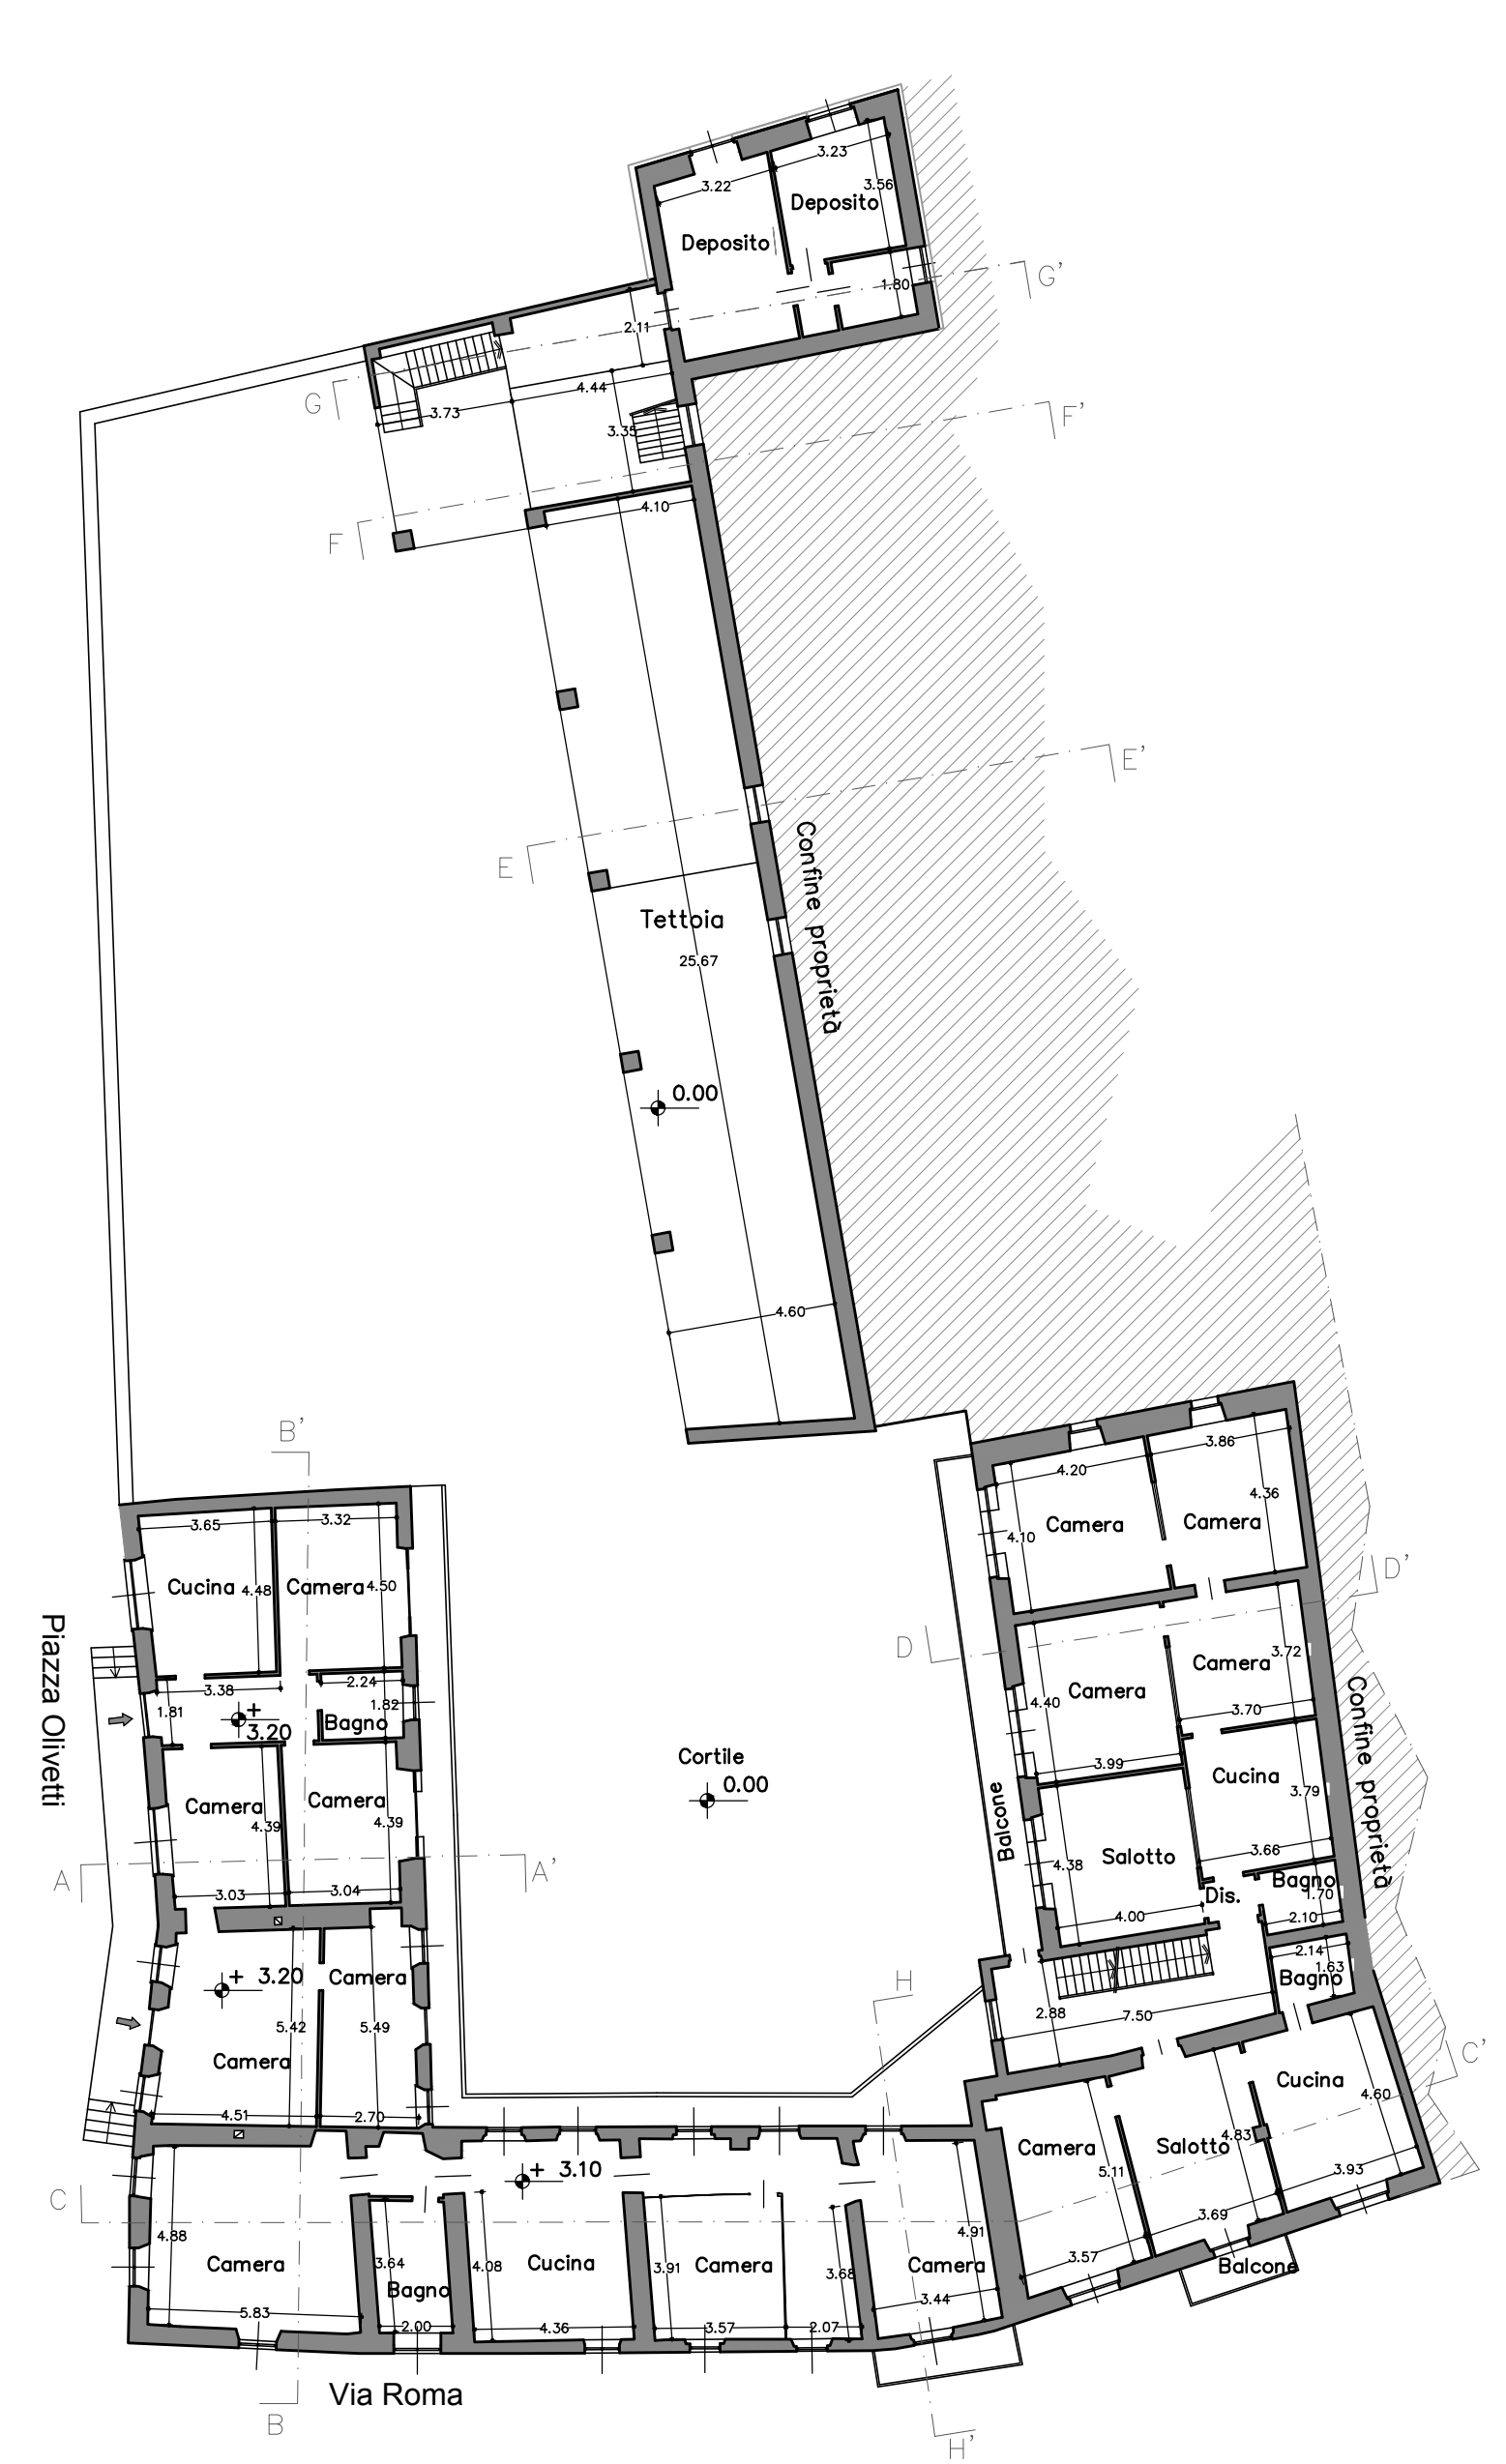 3.23
3.22
3.56
Deposito
Deposito
1.80
G'
2.11
G
4.44
3.73
3.35
F'
4.10
F
E'
E
Confine proprietà
Tettoia
25.67
0.00
4.60
B'
3.86
4.20
4.36
4.10
Camera
Camera
3.65
3.32
Cucina
4.48
Camera
4.50
D'
D
3.38
2.24
1.81
1.82
+
3.20
Bagno
Piazza Olivetti
3.72
Camera
Camera
4.40
3.70
3.99
Confine proprietà
Cortile
0.00
Cucina
3.79
Balcone
Camera
Camera
4.39
4.39
3.66
Salotto
4.38
A
A'
3.03
3.04
Bagno
1.70
Dis.
2.10
4.00
2.14
1.63
Bagno
+ 3.20
Camera
H
2.88
7.50
5.42
5.49
Camera
C'
Cucina
4.60
4.51
2.70
4.83
Camera
Salotto
5.11
3.93
+ 3.10
C
4.88
Camera
3.64
Bagno
4.08
Cucina
3.91
Camera
3.68
4.91
Camera
3.69
3.57
Balcone
3.44
5.83
2.00
4.36
3.57
2.07
Via Roma
B
H'